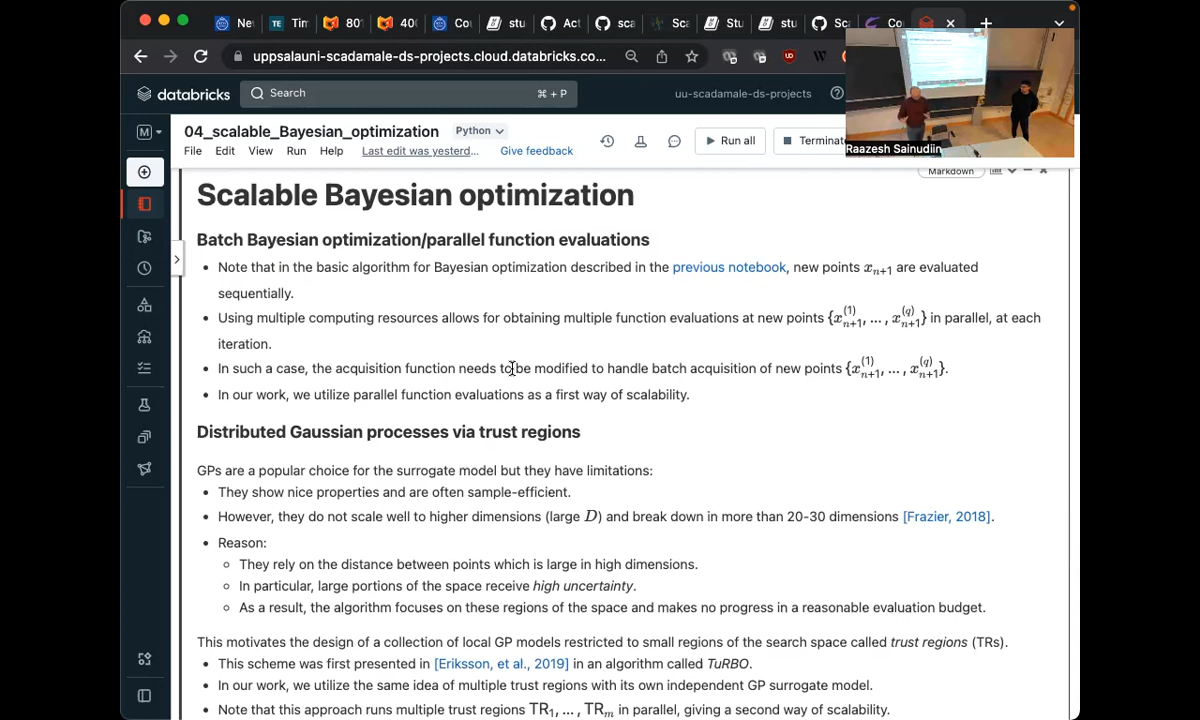 Nev
Tim
80°
400
Cou
stu
Act
sca
Sca
Stu
stu
Sca
Co
uppsalauni-scadamale-ds-projects.cloud.databricks.co...
databricks
Search
⌘ + P
uu-scadamale-ds-projects
Raazesh Sainudiin
M
04_scalable_Bayesian_optimization
Python
File Edit View Run Help Last edit was yesterd... Give feedback
Run all
Terminat
Markdown
Scalable Bayesian optimization
Batch Bayesian optimization/parallel function evaluations
• Note that in the basic algorithm for Bayesian optimization described in the previous notebook, new points x_{n+1} are evaluated
sequentially.
• Using multiple computing resources allows for obtaining multiple function evaluations at new points {x_{n+1}^{(1)}, ..., x_{n+1}^{(q)}} in parallel, at each
iteration.
• In such a case, the acquisition function needs to be modified to handle batch acquisition of new points {x_{n+1}^{(1)}, ..., x_{n+1}^{(q)}}.
• In our work, we utilize parallel function evaluations as a first way of scalability.
Distributed Gaussian processes via trust regions
GPs are a popular choice for the surrogate model but they have limitations:
• They show nice properties and are often sample-efficient.
• However, they do not scale well to higher dimensions (large D) and break down in more than 20-30 dimensions [Frazier, 2018].
• Reason:
◦ They rely on the distance between points which is large in high dimensions.
◦ In particular, large portions of the space receive high uncertainty.
◦ As a result, the algorithm focuses on these regions of the space and makes no progress in a reasonable evaluation budget.
This motivates the design of a collection of local GP models restricted to small regions of the search space called trust regions (TRs).
• This scheme was first presented in [Eriksson, et al., 2019] in an algorithm called TuRBO.
• In our work, we utilize the same idea of multiple trust regions with its own independent GP surrogate model.
• Note that this approach runs multiple trust regions TR_1, ..., TR_m in parallel, giving a second way of scalability.